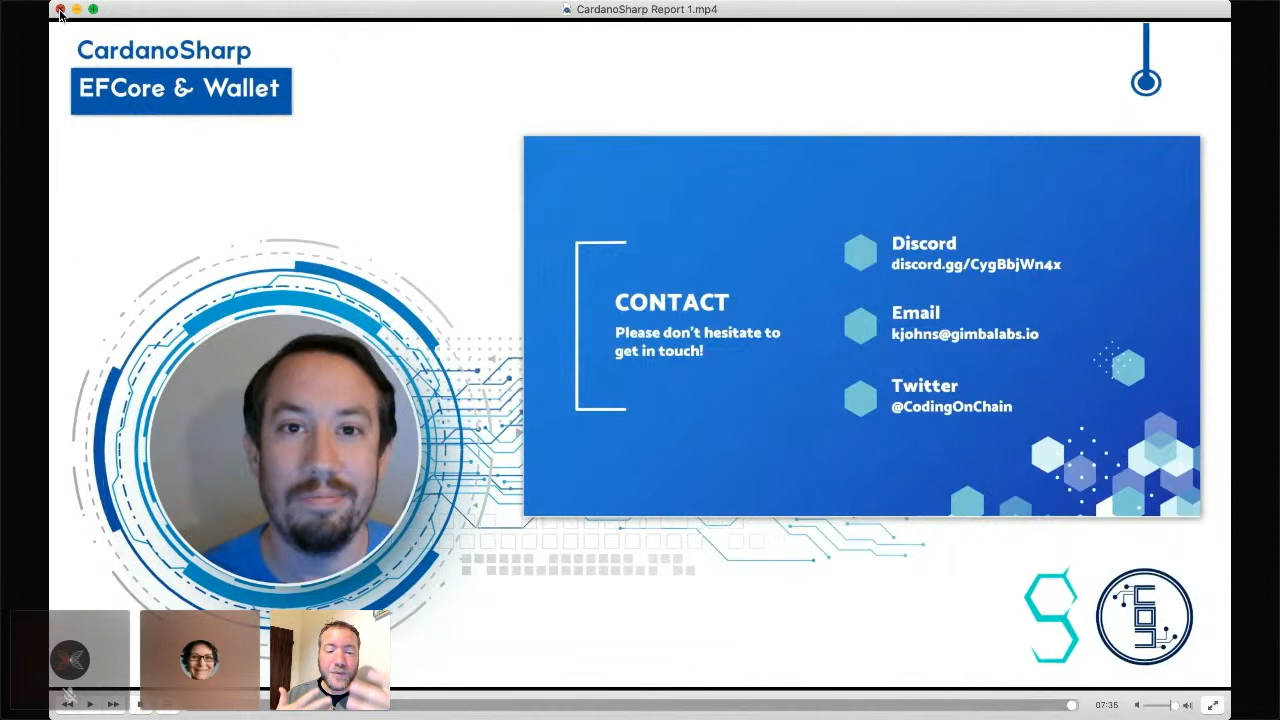 CardanoSharp Report 1.mp4
CardanoSharp
EFCore & Wallet
CONTACT
Please don't hesitate to
get in touch!
Discord
discord.gg/CygBbjWn4x
Email
kjohns@gimbalabs.io
Twitter
@CodingOnChain
COC
07:35